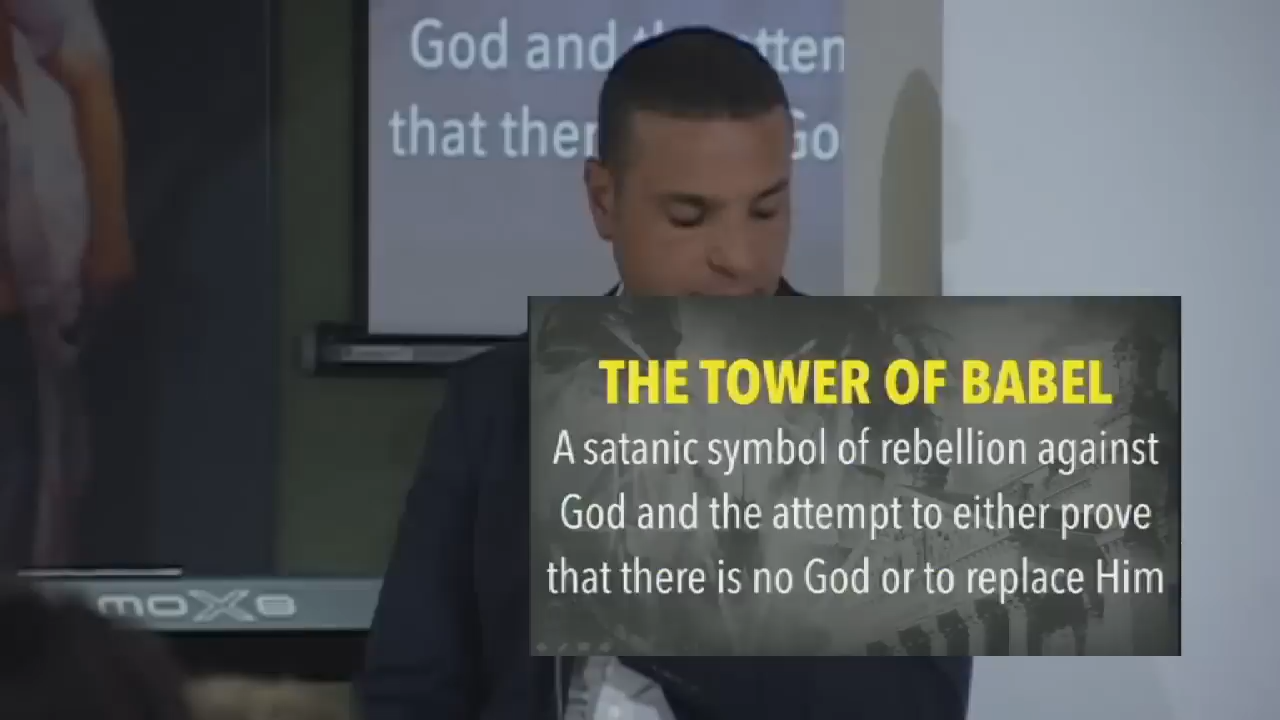 God and
that
THE TOWER OF BABEL
A satanic symbol of rebellion against
God and the attempt to either prove
that there is no God or to replace Him
moXa